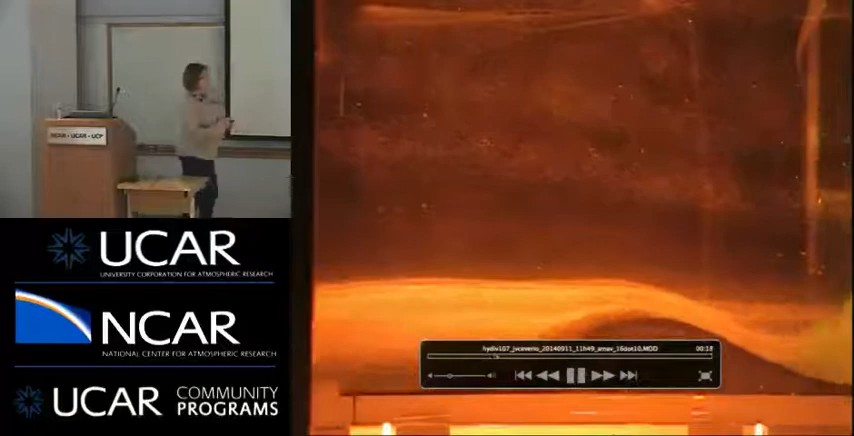 NCAR • UCAR • UCP
UCAR
UNIVERSITY CORPORATION FOR ATMOSPHERIC RESEARCH
NCAR
NATIONAL CENTER FOR ATMOSPHERIC RESEARCH
UCAR COMMUNITY
PROGRAMS
00:18